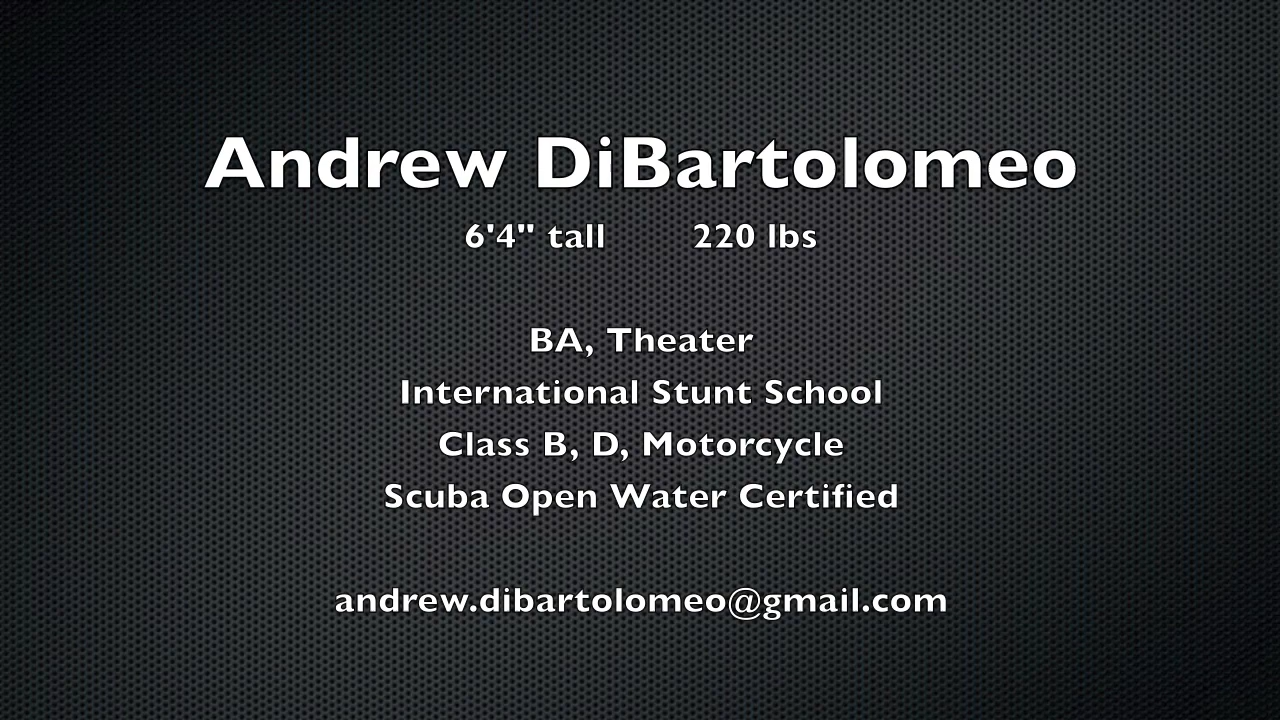 Andrew DiBartolomeo
6'4" tall 220 lbs
BA, Theater
International Stunt School
Class B, D, Motorcycle
Scuba Open Water Certified
andrew.dibartolomeo@gmail.com